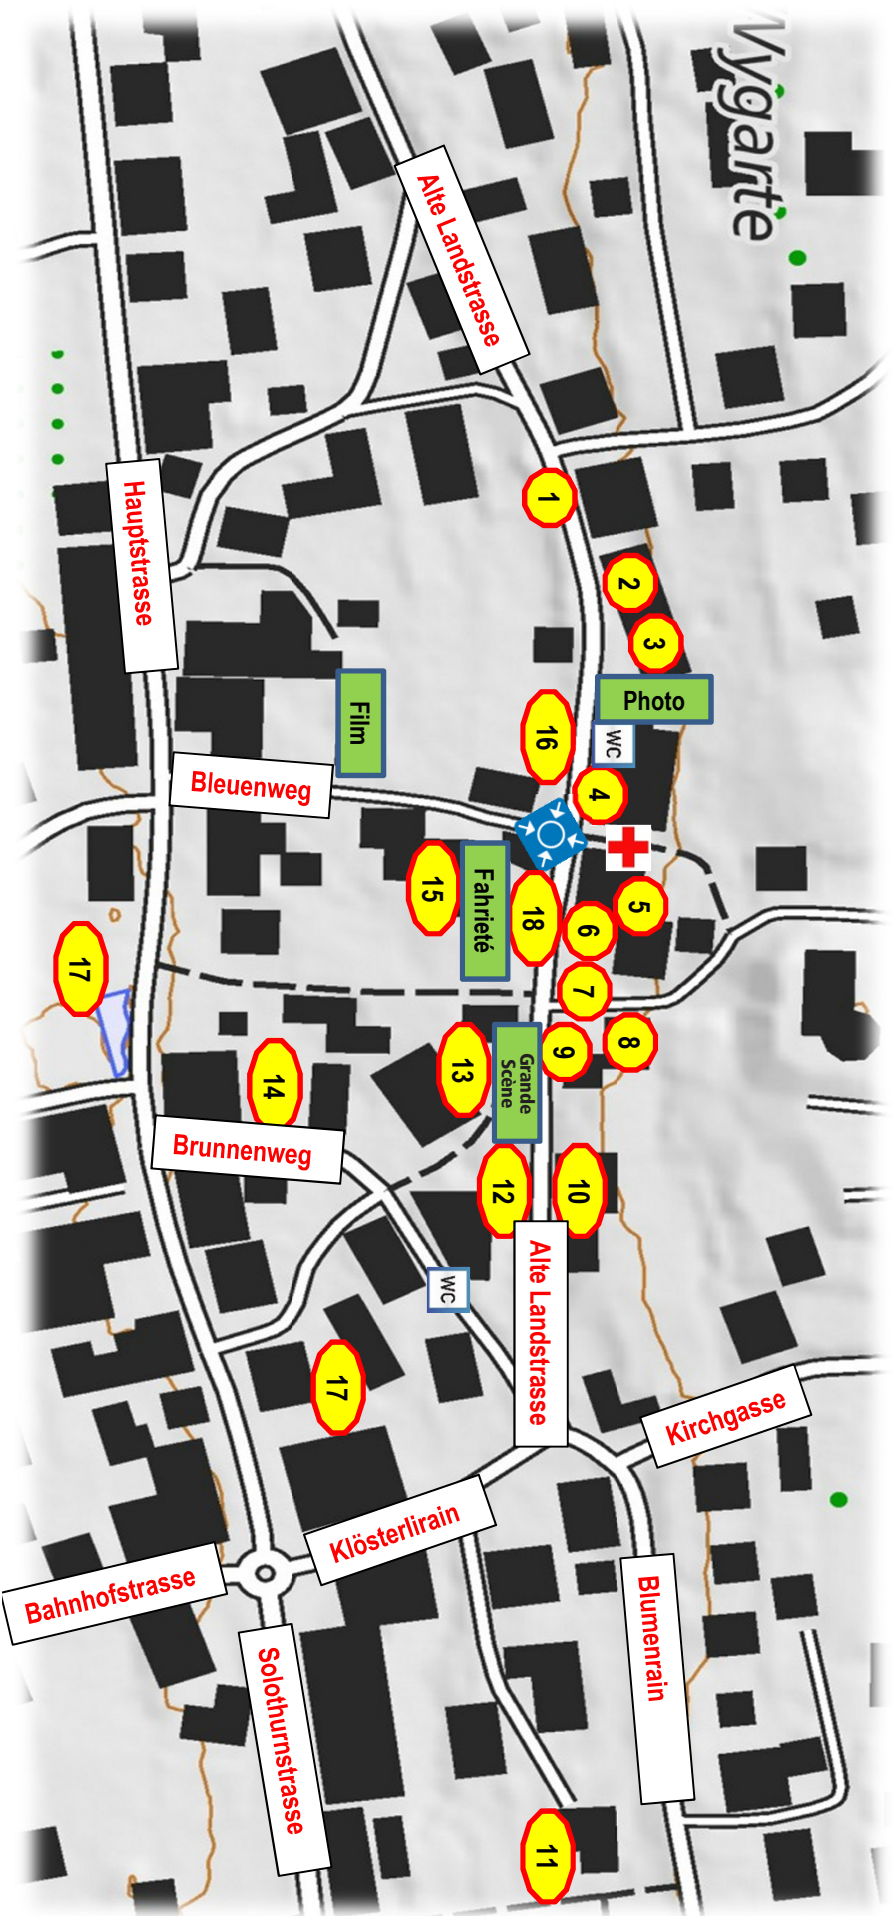 Wygarte
Alte Landstrasse
Hauptstrasse
1
2
3
Photo
WC
Film
16
4
Bleuenweg
15
Fahrieté
18
5
6
17
7
8
9
Grande
Scène
13
14
Brunnenweg
12
10
Alte Landstrasse
WC
17
Kirchgasse
Klösterlirain
Bahnhofstrasse
Blumenrain
Solothurnstrasse
11